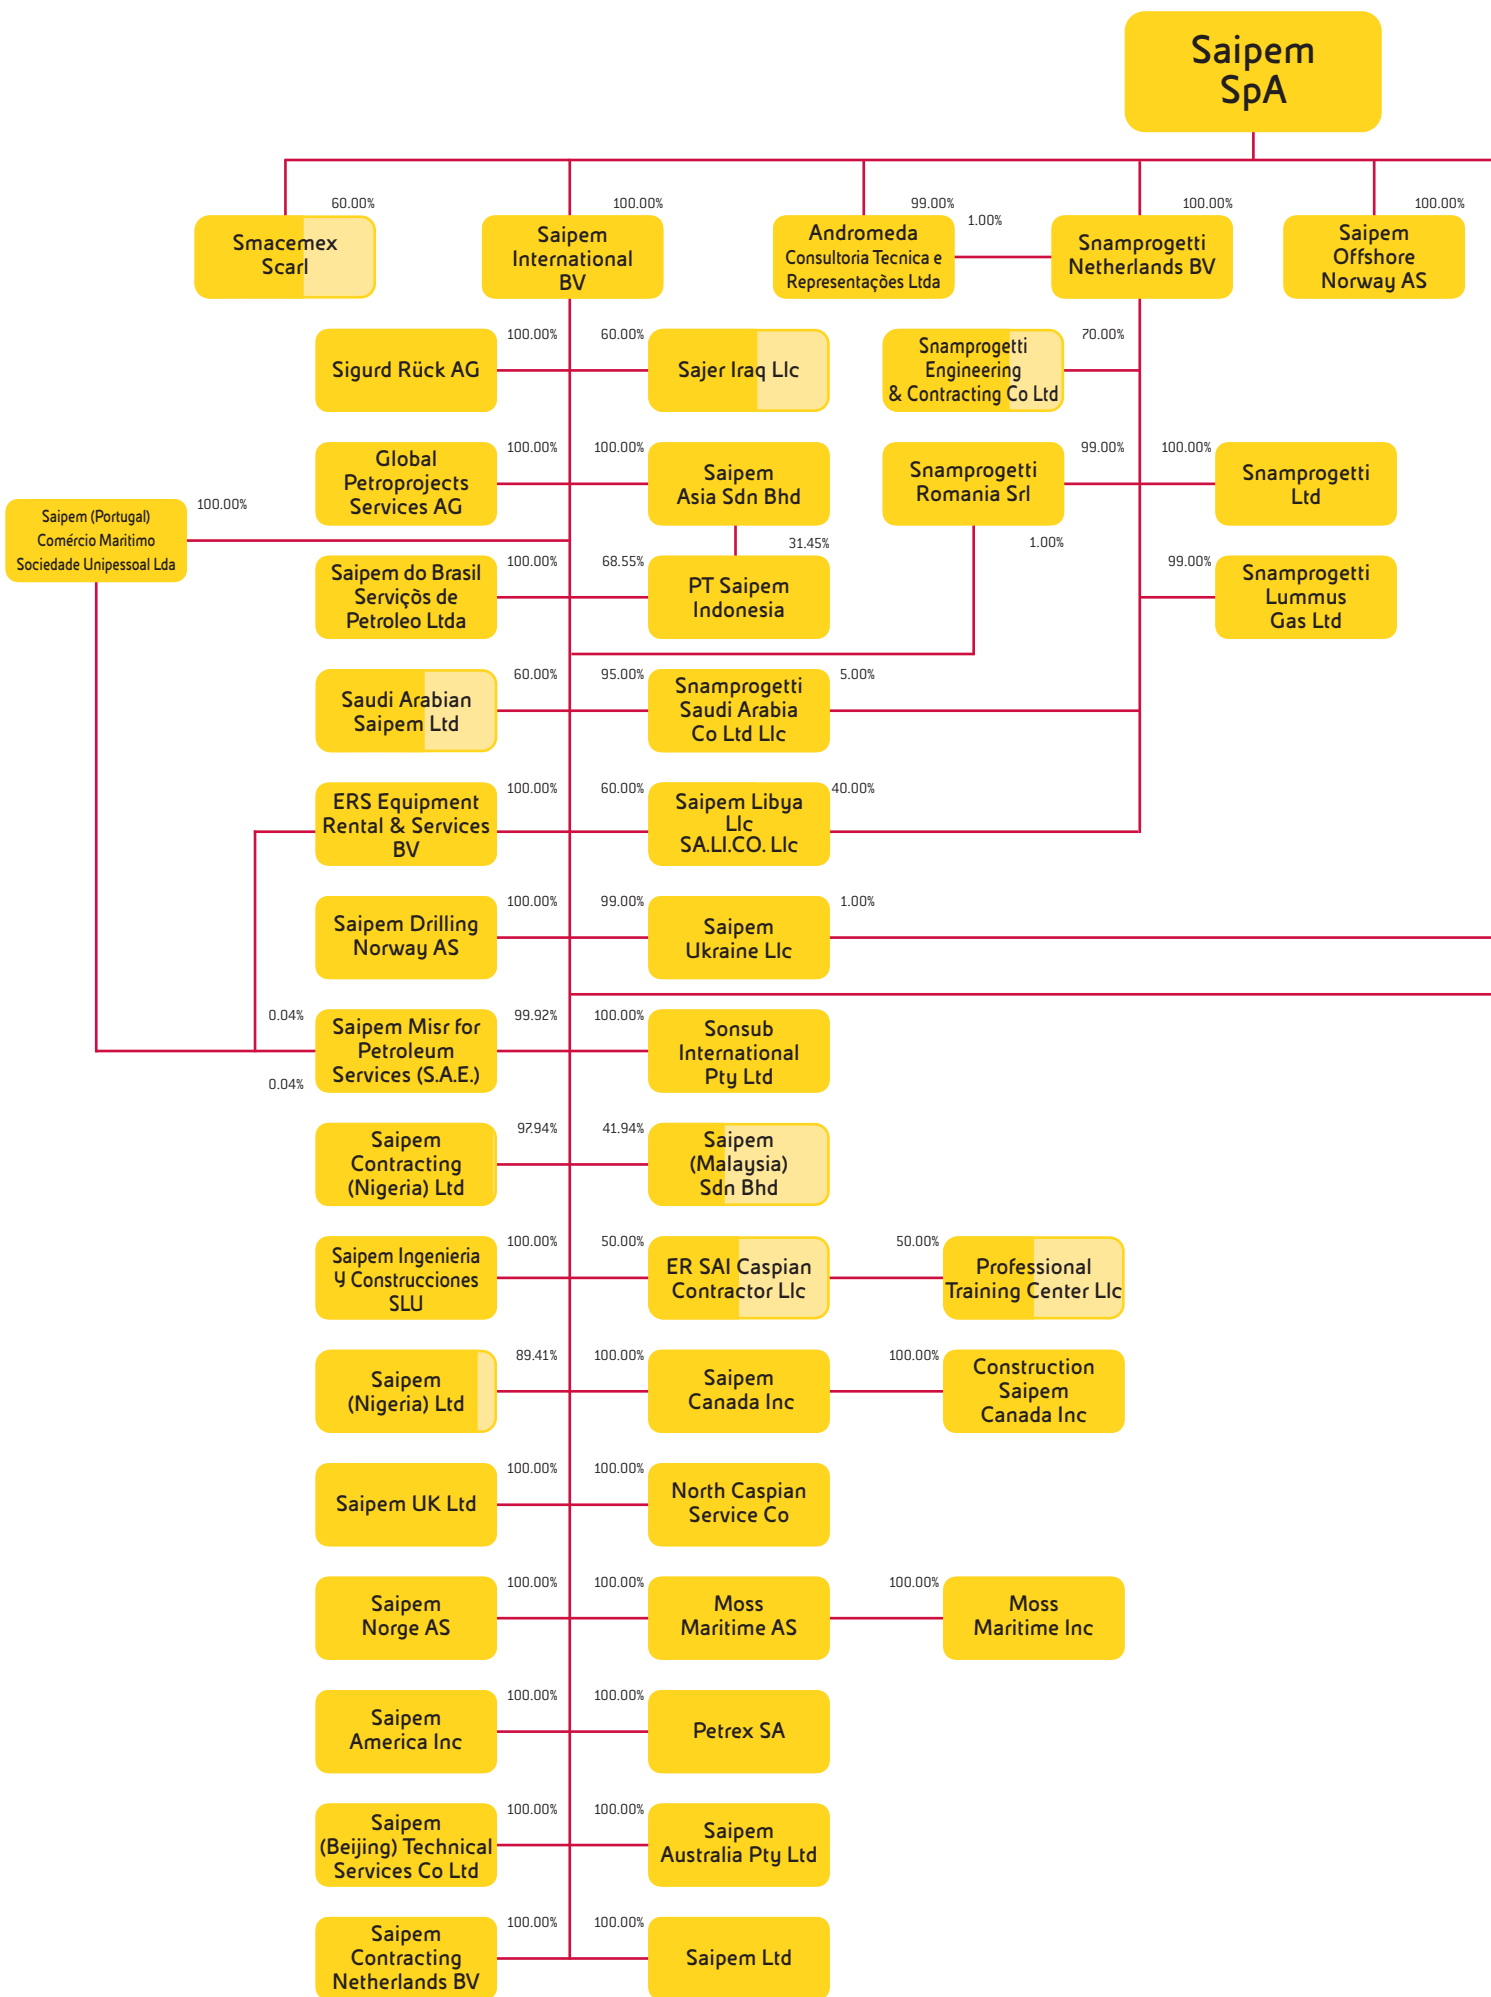 Saipem
SpA
60.00%
100.00%
99.00%
1.00%
100.00%
100.00%
Smacemex
Scarl
Saipem
International
BV
Andromeda
Consultoria Tecnica e
Representações Ltda
Snamprogetti
Netherlands BV
Saipem
Offshore
Norway AS
100.00%
60.00%
70.00%
Sigurd Rück AG
Sajer Iraq Llc
Snamprogetti
Engineering
& Contracting Co Ltd
100.00%
100.00%
99.00%
100.00%
Global
Petroprojects
Services AG
Saipem
Asia Sdn Bhd
Snamprogetti
Romania Srl
Snamprogetti
Ltd
100.00%
Saipem (Portugal)
Comércio Maritimo
Sociedade Unipessoal Lda
31.45%
1.00%
100.00%
68.55%
99.00%
Saipem do Brasil
Serviçòs de
Petroleo Ltda
PT Saipem
Indonesia
Snamprogetti
Lummus
Gas Ltd
60.00%
95.00%
5.00%
Saudi Arabian
Saipem Ltd
Snamprogetti
Saudi Arabia
Co Ltd Llc
100.00%
60.00%
40.00%
ERS Equipment
Rental & Services
BV
Saipem Libya
Llc
SA.LI.CO. Llc
100.00%
99.00%
1.00%
Saipem Drilling
Norway AS
Saipem
Ukraine Llc
0.04%
99.92%
100.00%
Saipem Misr for
Petroleum
Services (S.A.E.)
Sonsub
International
Pty Ltd
0.04%
97.94%
41.94%
Saipem
Contracting
(Nigeria) Ltd
Saipem
(Malaysia)
Sdn Bhd
100.00%
50.00%
50.00%
Saipem Ingenieria
Y Construcciones
SLU
ER SAI Caspian
Contractor Llc
Professional
Training Center Llc
89.41%
100.00%
100.00%
Saipem
(Nigeria) Ltd
Saipem
Canada Inc
Construction
Saipem
Canada Inc
100.00%
100.00%
Saipem UK Ltd
North Caspian
Service Co
100.00%
100.00%
100.00%
Saipem
Norge AS
Moss
Maritime AS
Moss
Maritime Inc
100.00%
100.00%
Saipem
America Inc
Petrex SA
100.00%
100.00%
Saipem
(Beijing) Technical
Services Co Ltd
Saipem
Australia Pty Ltd
100.00%
100.00%
Saipem
Contracting
Netherlands BV
Saipem Ltd